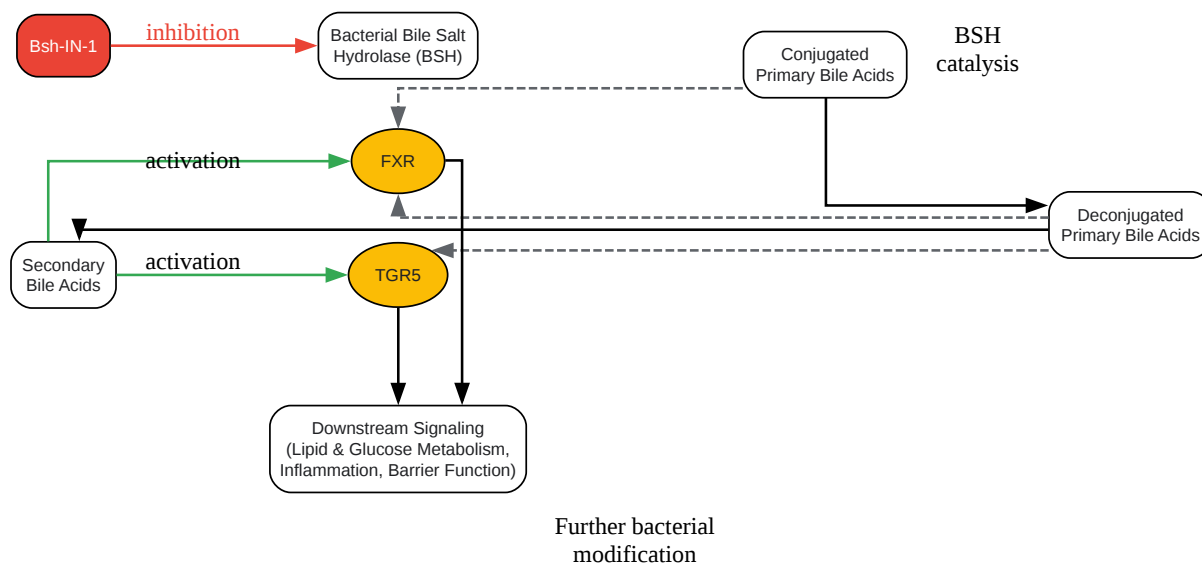 Bsh-IN-1
inhibition
Bacterial Bile Salt
Hydrolase (BSH)
Conjugated
Primary Bile Acids
BSH
catalysis
activation
FXR
Deconjugated
Primary Bile Acids
Secondary
Bile Acids
activation
TGR5
Downstream Signaling
(Lipid & Glucose Metabolism,
Inflammation, Barrier Function)
Further bacterial
modification